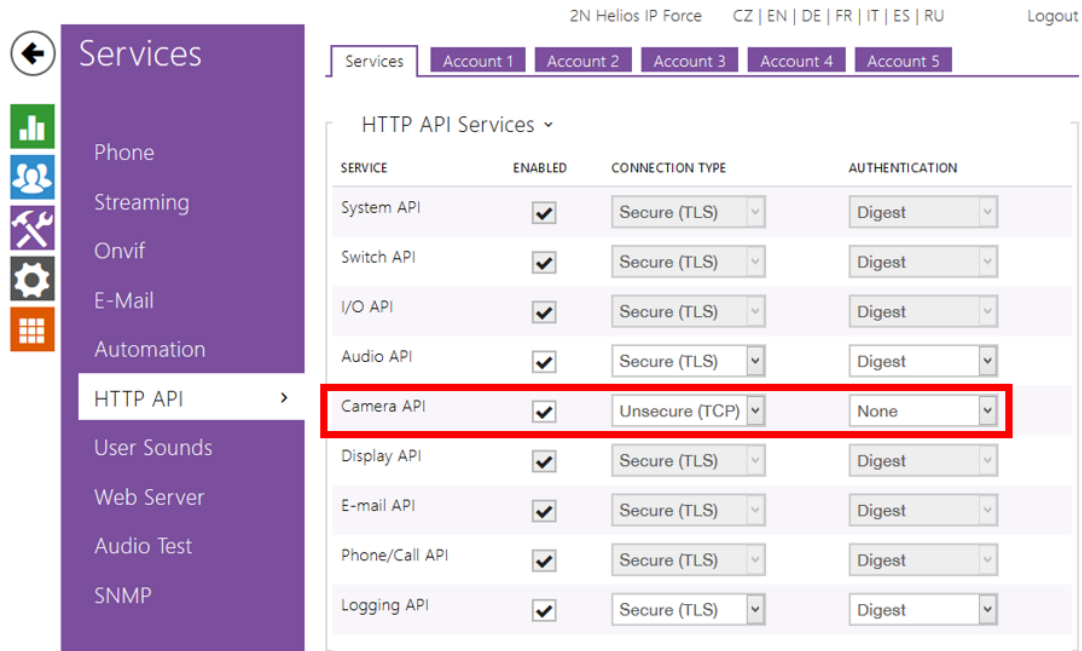 2N Helios IP Force CZ | EN | DE | FR | IT | ES | RU Logout
Services
Services Account 1 Account 2 Account 3 Account 4 Account 5
HTTP API Services
SERVICE ENABLED CONNECTION TYPE AUTHENTICATION
System API Secure (TLS) Digest
Switch API Secure (TLS) Digest
I/O API Secure (TLS) Digest
Audio API Secure (TLS) Digest
Camera API Unsecure (TCP) None
Display API Secure (TLS) Digest
E-mail API Secure (TLS) Digest
Phone/Call API Secure (TLS) Digest
Logging API Secure (TLS) Digest
Phone
Streaming
Onvif
E-Mail
Automation
HTTP API
User Sounds
Web Server
Audio Test
SNMP